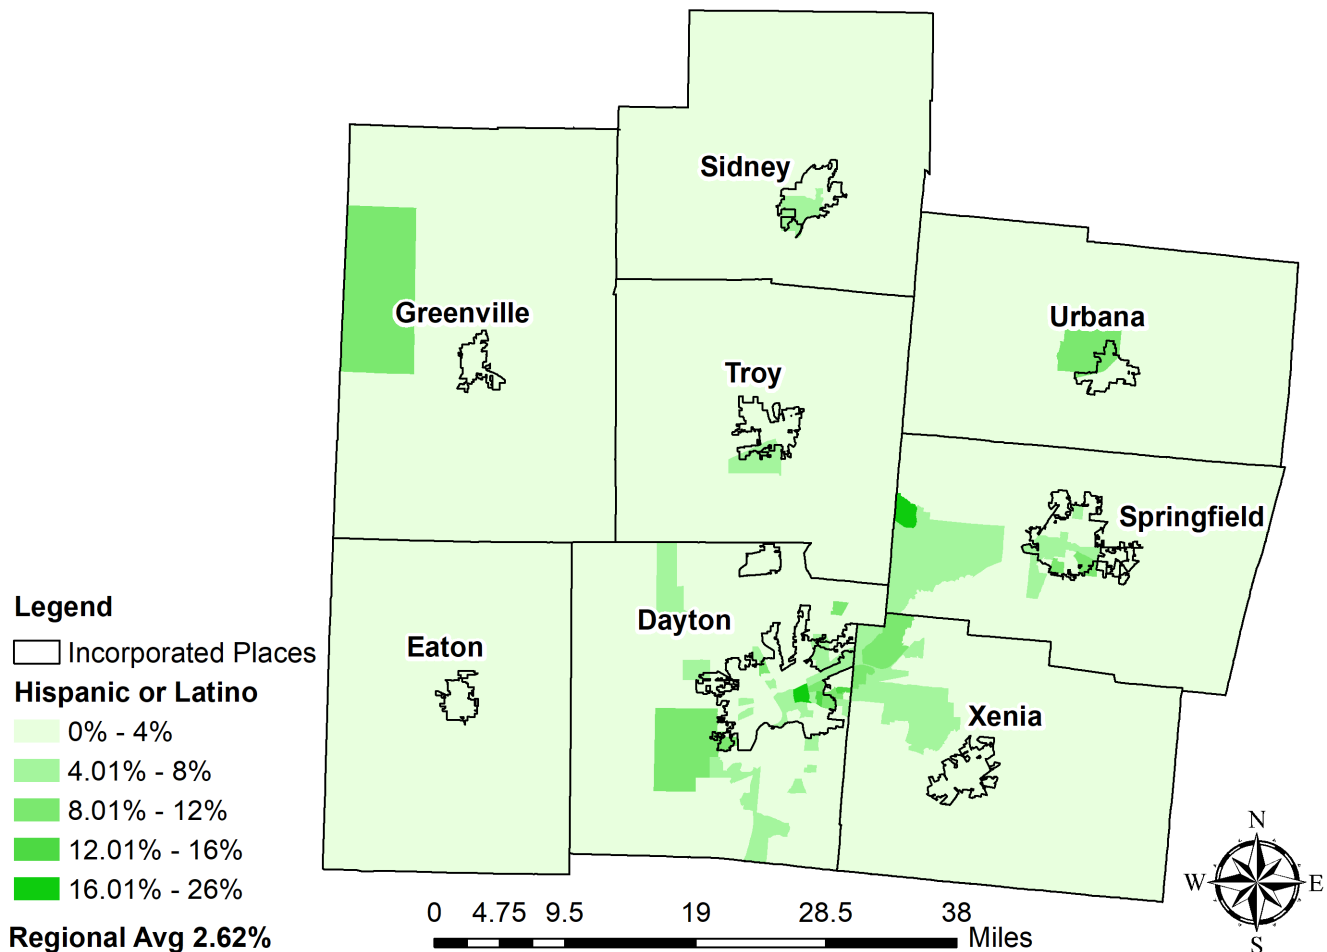 Sidney
Greenville
Urbana
Troy
Springfield
Dayton
Eaton
Xenia
Legend
Incorporated Places
Hispanic or Latino
0% - 4%
4.01% - 8%
8.01% - 12%
12.01% - 16%
16.01% - 26%
Regional Avg 2.62%
0 4.75 9.5 19 28.5 38
Miles
N
W E
S